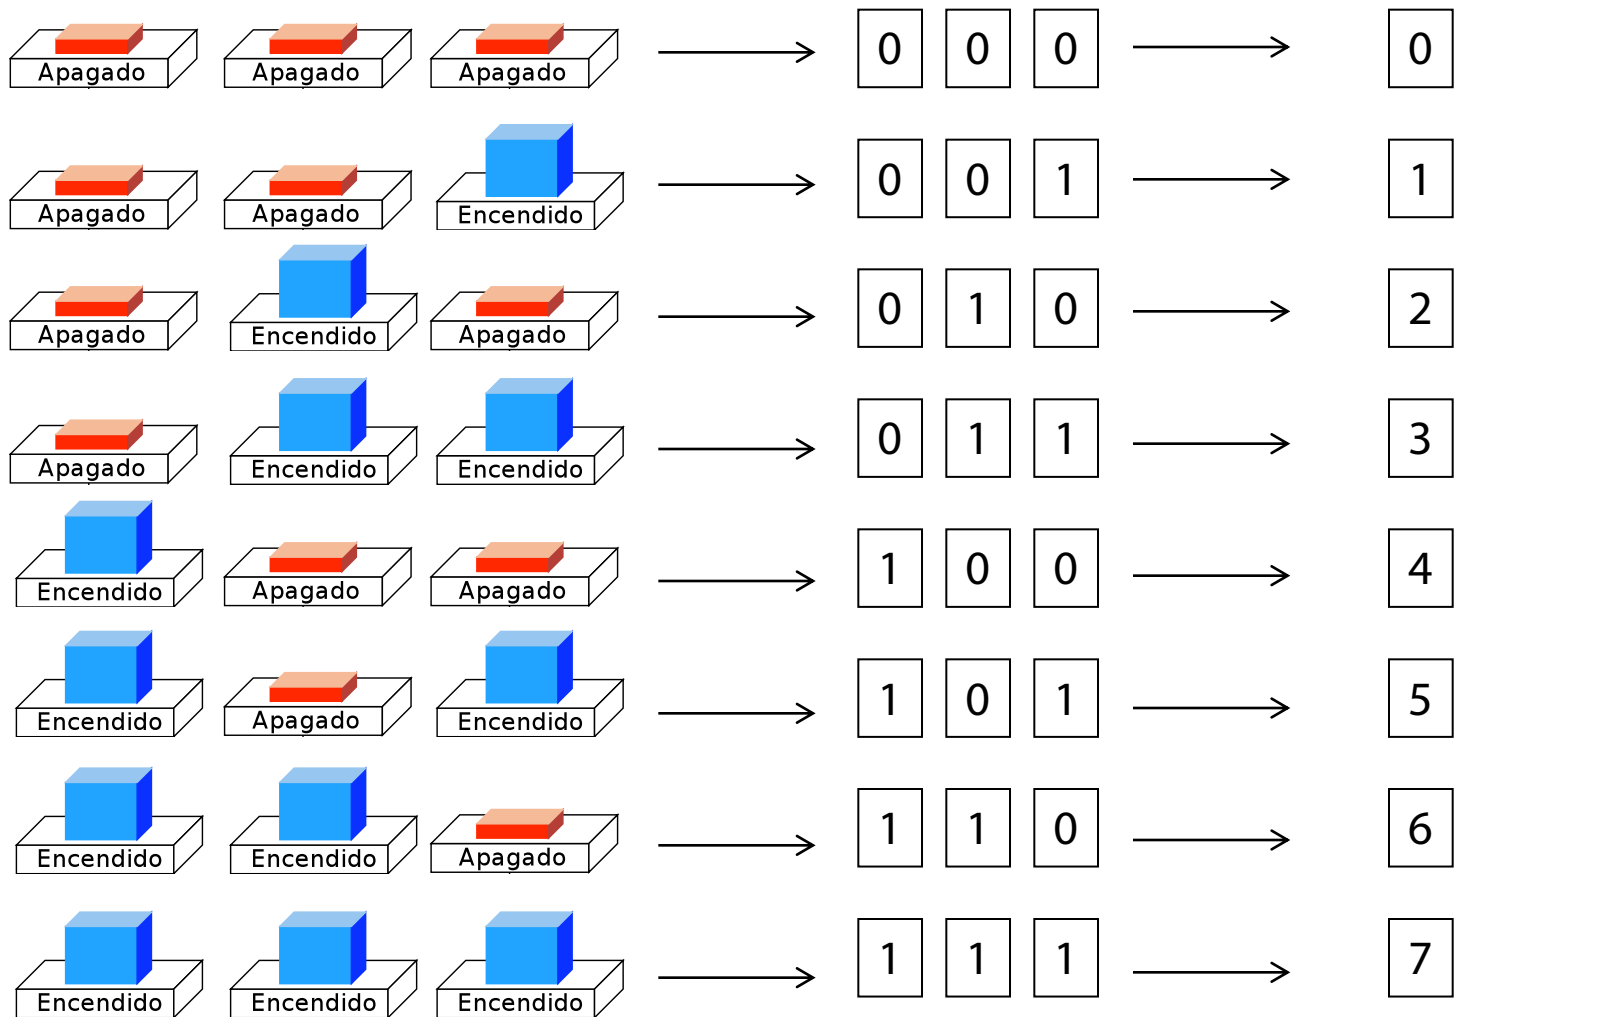 Apagado Apagado Apagado 0 0 0 0
Apagado Apagado Encendido 0 0 1 1
Apagado Encendido Apagado 0 1 0 2
Apagado Encendido Encendido 0 1 1 3
Encendido Apagado Apagado 1 0 0 4
Encendido Apagado Encendido 1 0 1 5
Encendido Encendido Apagado 1 1 0 6
Encendido Encendido Encendido 1 1 1 7